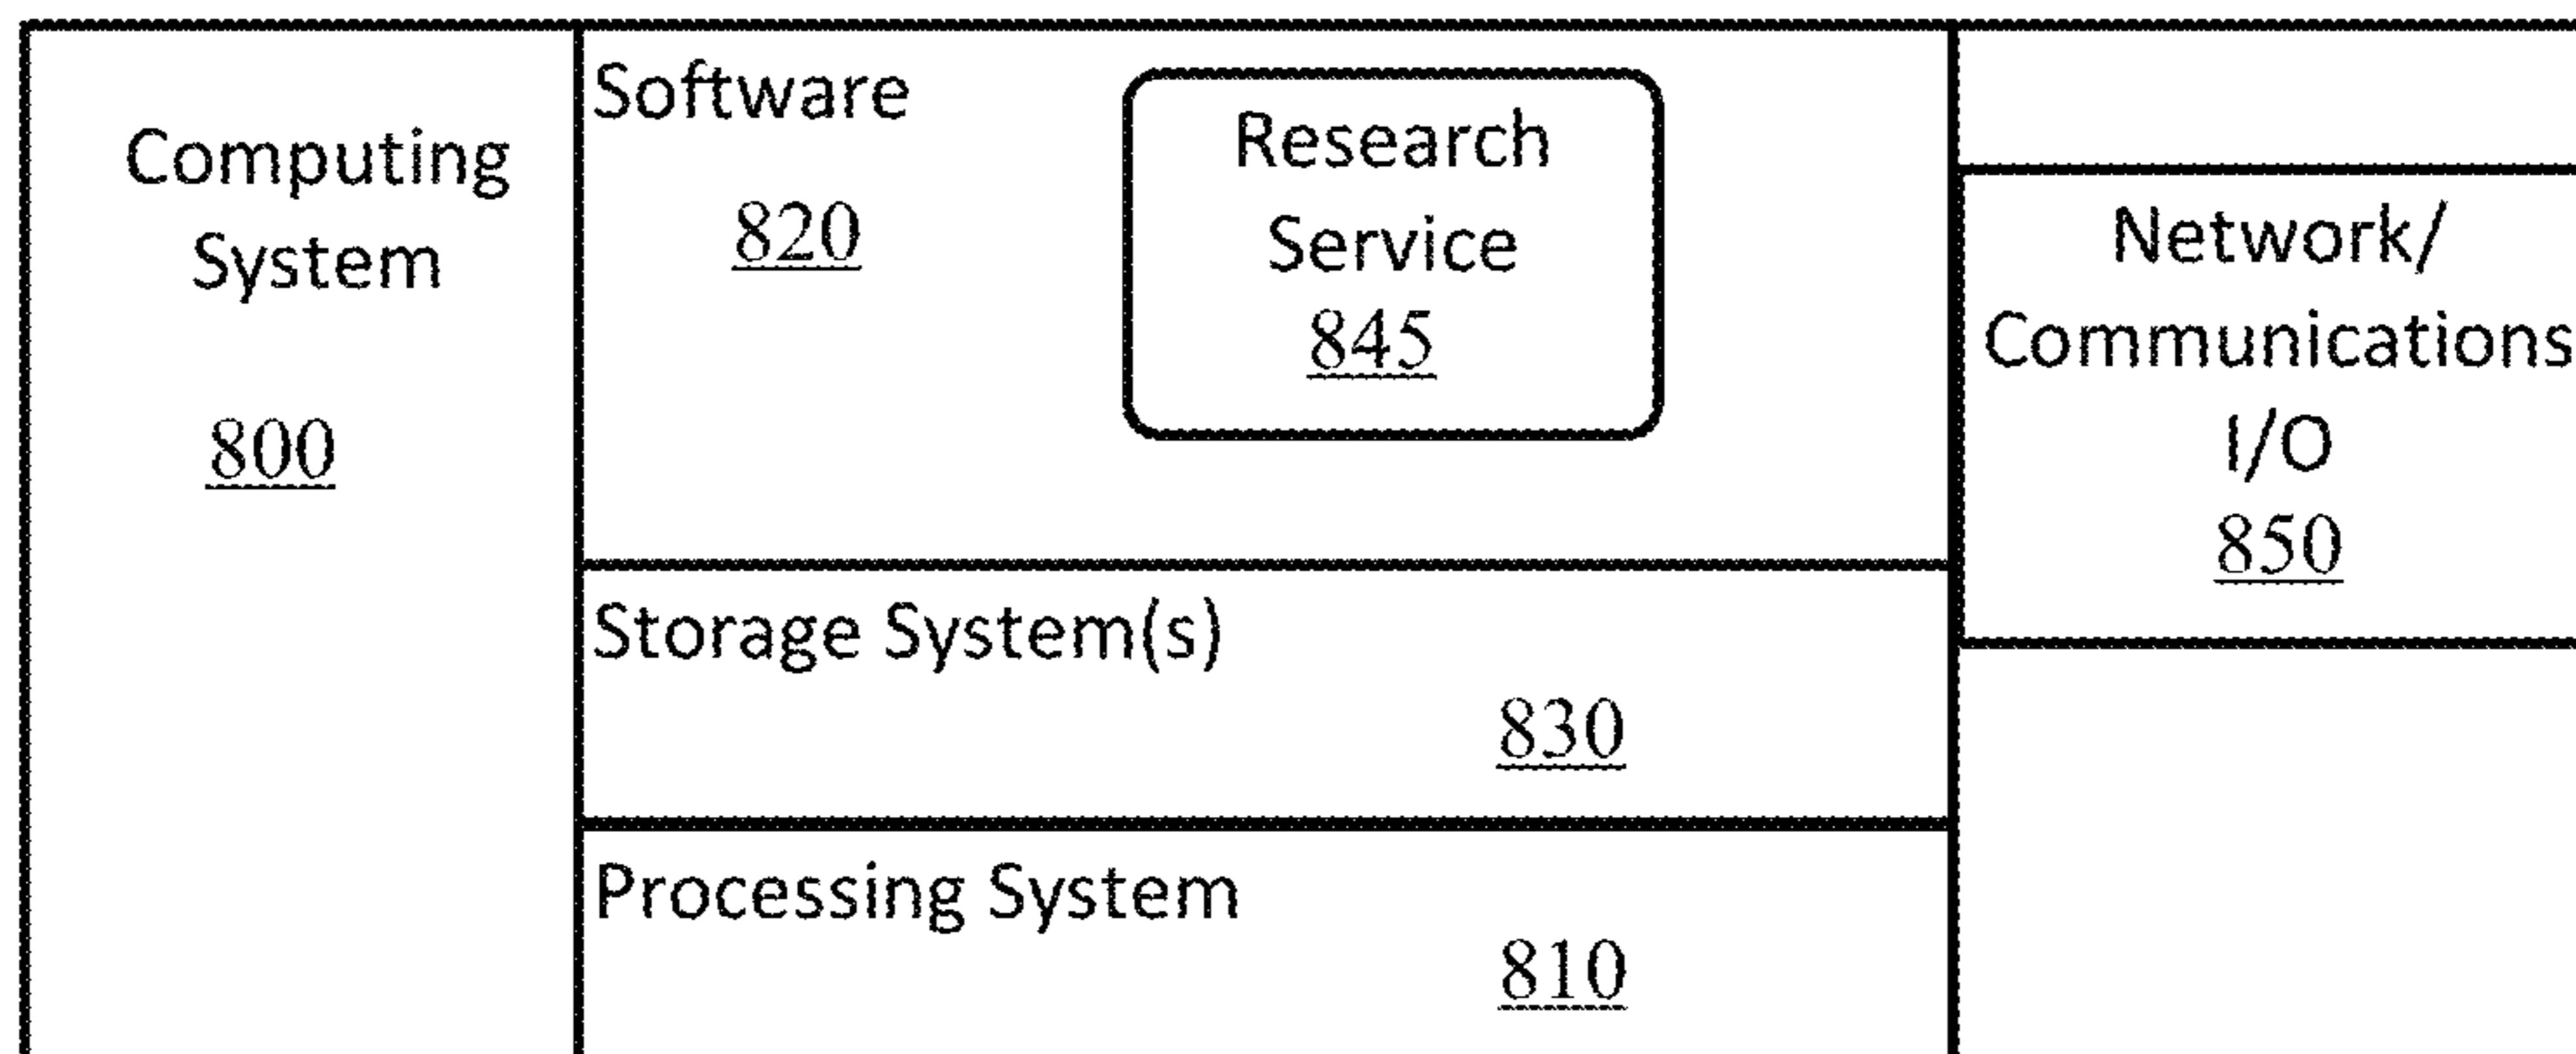 Computing
System
800
Software
820
Research
Service
845
Storage System(s)
830
Processing System
810
Network/
Communications
I/O
850